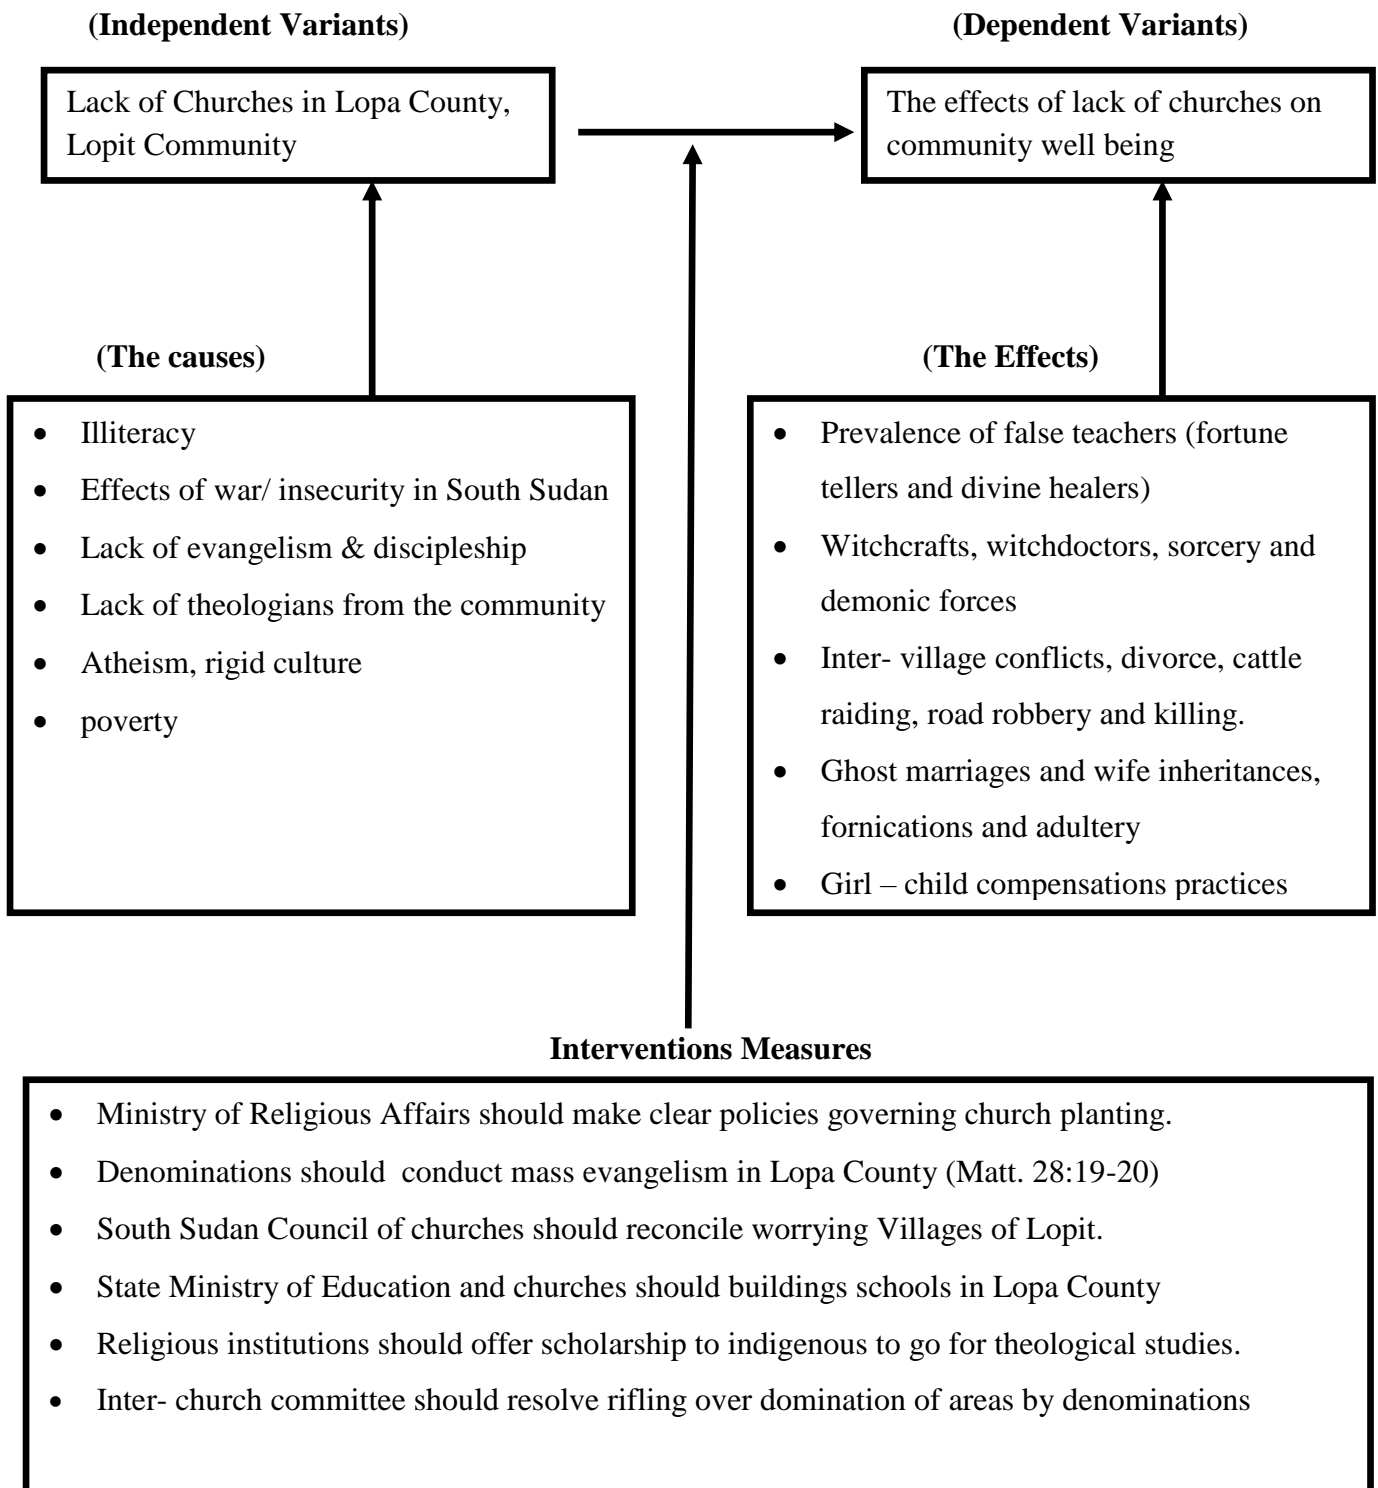 (Independent Variants)
(Dependent Variants)
Lack of Churches in Lopa County,
Lopit Community
The effects of lack of churches on
community well being
(The causes)
• Illiteracy
• Effects of war/ insecurity in South Sudan
• Lack of evangelism & discipleship
• Lack of theologians from the community
• Atheism, rigid culture
• poverty
(The Effects)
• Prevalence of false teachers (fortune
tellers and divine healers)
• Witchcrafts, witchdoctors, sorcery and
demonic forces
• Inter- village conflicts, divorce, cattle
raiding, road robbery and killing.
• Ghost marriages and wife inheritances,
fornications and adultery
• Girl – child compensations practices
Interventions Measures
• Ministry of Religious Affairs should make clear policies governing church planting.
• Denominations should conduct mass evangelism in Lopa County (Matt. 28:19-20)
• South Sudan Council of churches should reconcile worrying Villages of Lopit.
• State Ministry of Education and churches should buildings schools in Lopa County
• Religious institutions should offer scholarship to indigenous to go for theological studies.
• Inter- church committee should resolve rifling over domination of areas by denominations